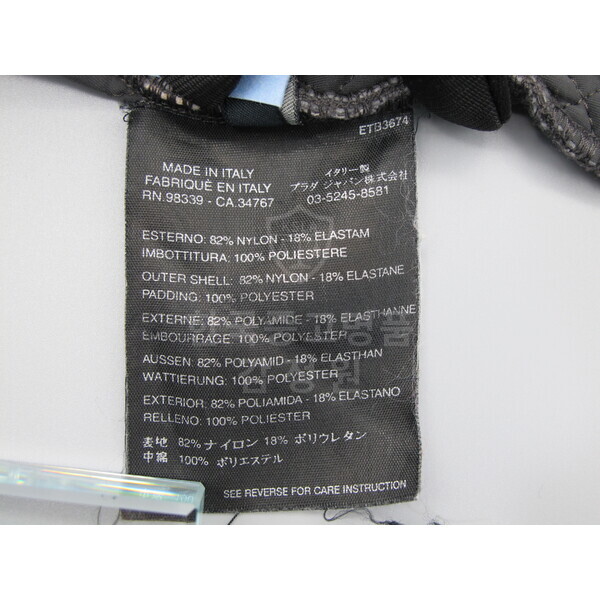 ETB3674
MADE IN ITALY
FABRIQUÉ EN ITALY
RN.98339 - CA.34767
イタリー製
プラダ ジャパン株式会社
03-5245-8581
ESTERNO: 82% NYLON - 18% ELASTAM
IMBOTTITURA: 100% POLIESTERE
OUTER SHELL: 82% NYLON - 18% ELASTANE
PADDING: 100% POLYESTER
EXTERNE: 82% POLYAMIDE - 18% ELASTHANNE
EMBOURRAGE: 100% POLYESTER
AUSSEN: 82% POLYAMID - 18% ELASTHAN
WATTIERUNG: 100% POLYESTER
EXTERIOR: 82% POLIAMIDA - 18% ELASTANO
RELLENO: 100% POLIESTER
表地 82% ナイロン 18% ポリウレタン
中綿 100% ポリエステル
SEE REVERSE FOR CARE INSTRUCTION